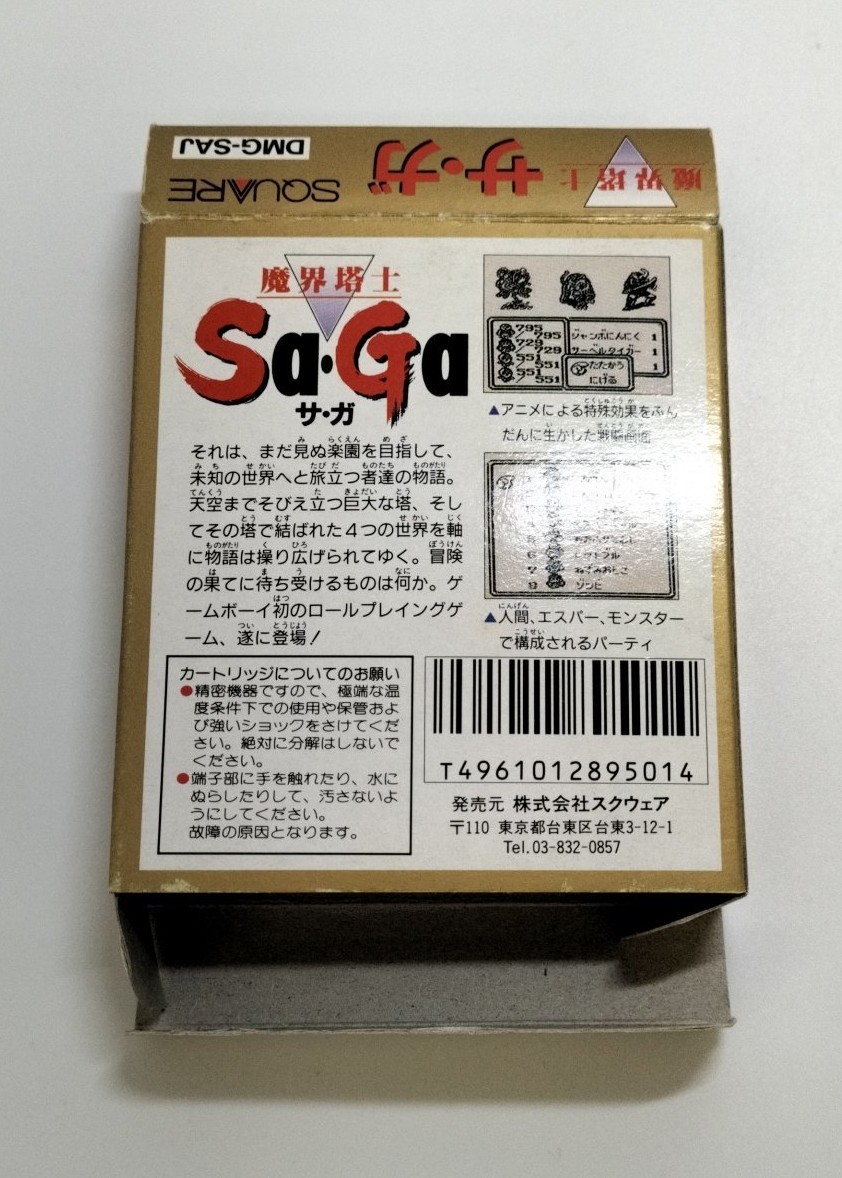 DMG-SAJ
SQUARE
魔界塔士 サ・ガ
魔界塔士
Sa・Ga
サ・ガ
それは、まだ見ぬ楽園を目指して、
未知の世界へと旅立つ者達の物語。
天空までそびえ立つ巨大な塔、そし
てその塔で結ばれた4つの世界を軸
に物語は操り広げられてゆく。冒険
の果てに待ち受けるものは何か。ゲ
ームボーイ初のロールプレイングゲ
ーム、遂に登場!
795
/795
729
/729
551
/551
551
/551
ジャンボにんにく 1
サーベルタイガー 1
1
たたかう
にげる
▲アニメによる特殊効果をふん
だんに生かした戦闘画面
6 レッドブル
7 ねずみおとこ
8 ゾンビ
▲人間、エスパー、モンスター
で構成されるパーティ
カートリッジについてのお願い
●精密機器ですので、極端な温
度条件下での使用や保管およ
び強いショックをさけてくだ
さい。絶対に分解はしないで
ください。
●端子部に手を触れたり、水に
ぬらしたりして、汚さないよ
うにしてください。
故障の原因となります。
T4961012895014
発売元 株式会社スクウェア
〒110 東京都台東区台東3-12-1
Tel. 03-832-0857